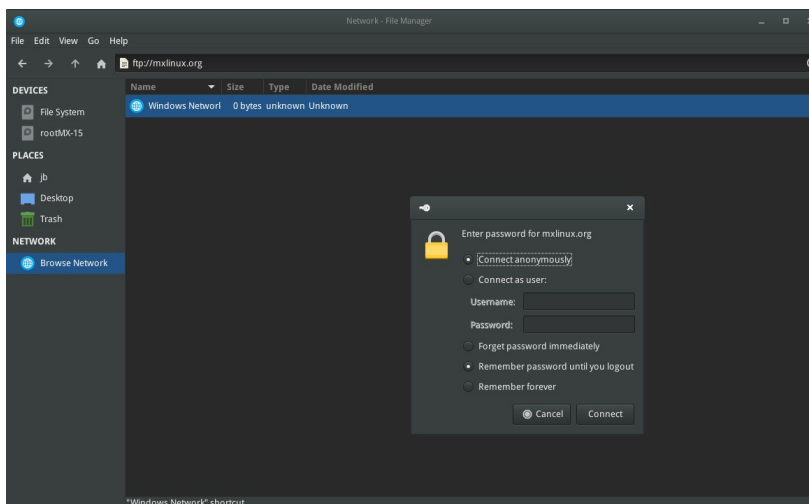 Network - File Manager
File Edit View Go Help
ftp://mxlinux.org
DEVICES
File System
rootMX-15
PLACES
jb
Desktop
Trash
NETWORK
Browse Network
Name Size Type Date Modified
Windows Networl 0 bytes unknown Unknown
Enter password for mxlinux.org
Connect anonymously
Connect as user:
Username:
Password:
Forget password immediately
Remember password until you logout
Remember forever
Cancel Connect
"Windows Network" shortcut